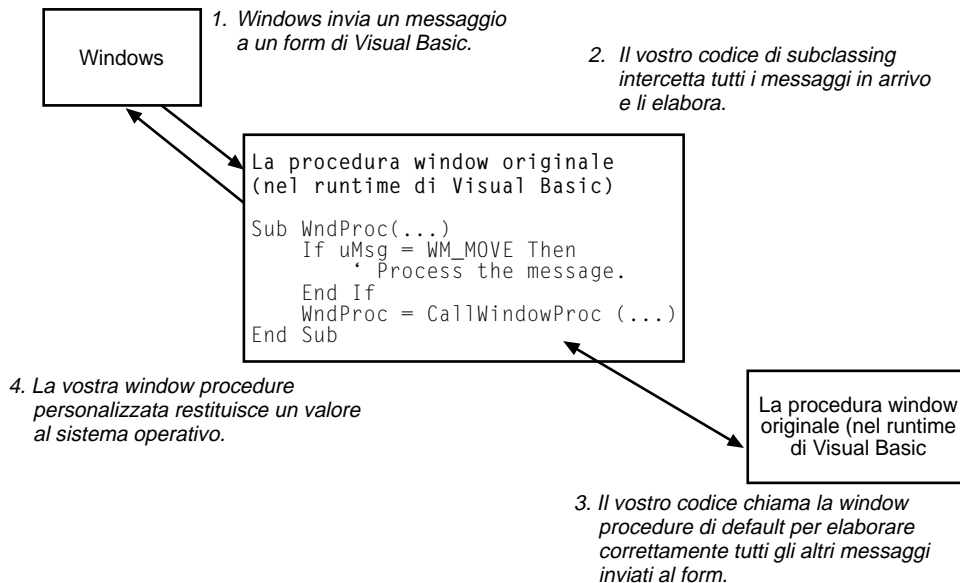 1. Windows invia un messaggio
a un form di Visual Basic.
Windows
2. Il vostro codice di subclassing
intercetta tutti i messaggi in arrivo
e li elabora.
La procedura window originale
(nel runtime di Visual Basic)
Sub WndProc(...)
If uMsg = WM_MOVE Then
‘ Process the message.
End If
WndProc = CallWindowProc (...)
End Sub
4. La vostra window procedure
personalizzata restituisce un valore
al sistema operativo.
La procedura window
originale (nel runtime
di Visual Basic
3. Il vostro codice chiama la window
procedure di default per elaborare
correttamente tutti gli altri messaggi
inviati al form.